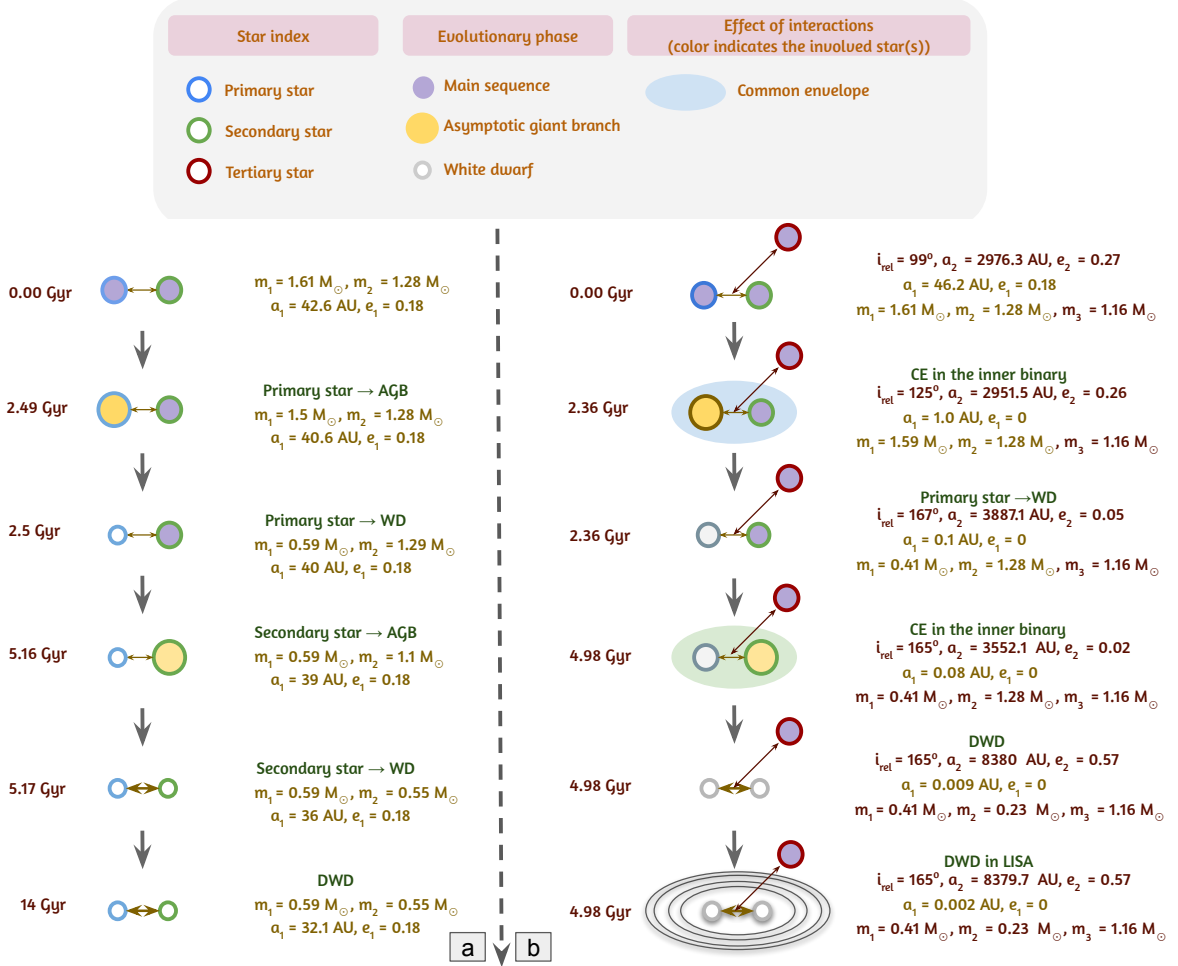 Star index
Evolutionary phase
Effect of interactions
(color indicates the involved star(s))
Primary star
Secondary star
Tertiary star
Main sequence
Asymptotic giant branch
White dwarf
Common envelope
0.00 Gyr
m₁ = 1.61 M☉, m₂ = 1.28 M☉
a₁ = 42.6 AU, e₁ = 0.18
2.49 Gyr
Primary star → AGB
m₁ = 1.5 M☉, m₂ = 1.28 M☉
a₁ = 40.6 AU, e₁ = 0.18
2.5 Gyr
Primary star → WD
m₁ = 0.59 M☉, m₂ = 1.29 M☉
a₁ = 40 AU, e₁ = 0.18
5.16 Gyr
Secondary star → AGB
m₁ = 0.59 M☉, m₂ = 1.1 M☉
a₁ = 39 AU, e₁ = 0.18
5.17 Gyr
Secondary star → WD
m₁ = 0.59 M☉, m₂ = 0.55 M☉
a₁ = 36 AU, e₁ = 0.18
14 Gyr
DWD
m₁ = 0.59 M☉, m₂ = 0.55 M☉
a₁ = 32.1 AU, e₁ = 0.18
a
b
0.00 Gyr
i_rel = 99º, a₂ = 2976.3 AU, e₂ = 0.27
a₁ = 46.2 AU, e₁ = 0.18
m₁ = 1.61 M☉, m₂ = 1.28 M☉, m₃ = 1.16 M☉
2.36 Gyr
CE in the inner binary
i_rel = 125º, a₂ = 2951.5 AU, e₂ = 0.26
a₁ = 1.0 AU, e₁ = 0
m₁ = 1.59 M☉, m₂ = 1.28 M☉, m₃ = 1.16 M☉
2.36 Gyr
Primary star →WD
i_rel = 167º, a₂ = 3887.1 AU, e₂ = 0.05
a₁ = 0.1 AU, e₁ = 0
m₁ = 0.41 M☉, m₂ = 1.28 M☉, m₃ = 1.16 M☉
4.98 Gyr
CE in the inner binary
i_rel = 165º, a₂ = 3552.1 AU, e₂ = 0.02
a₁ = 0.08 AU, e₁ = 0
m₁ = 0.41 M☉, m₂ = 1.28 M☉, m₃ = 1.16 M☉
4.98 Gyr
DWD
i_rel = 165º, a₂ = 8380 AU, e₂ = 0.57
a₁ = 0.009 AU, e₁ = 0
m₁ = 0.41 M☉, m₂ = 0.23 M☉, m₃ = 1.16 M☉
4.98 Gyr
DWD in LISA
i_rel = 165º, a₂ = 8379.7 AU, e₂ = 0.57
a₁ = 0.002 AU, e₁ = 0
m₁ = 0.41 M☉, m₂ = 0.23 M☉, m₃ = 1.16 M☉